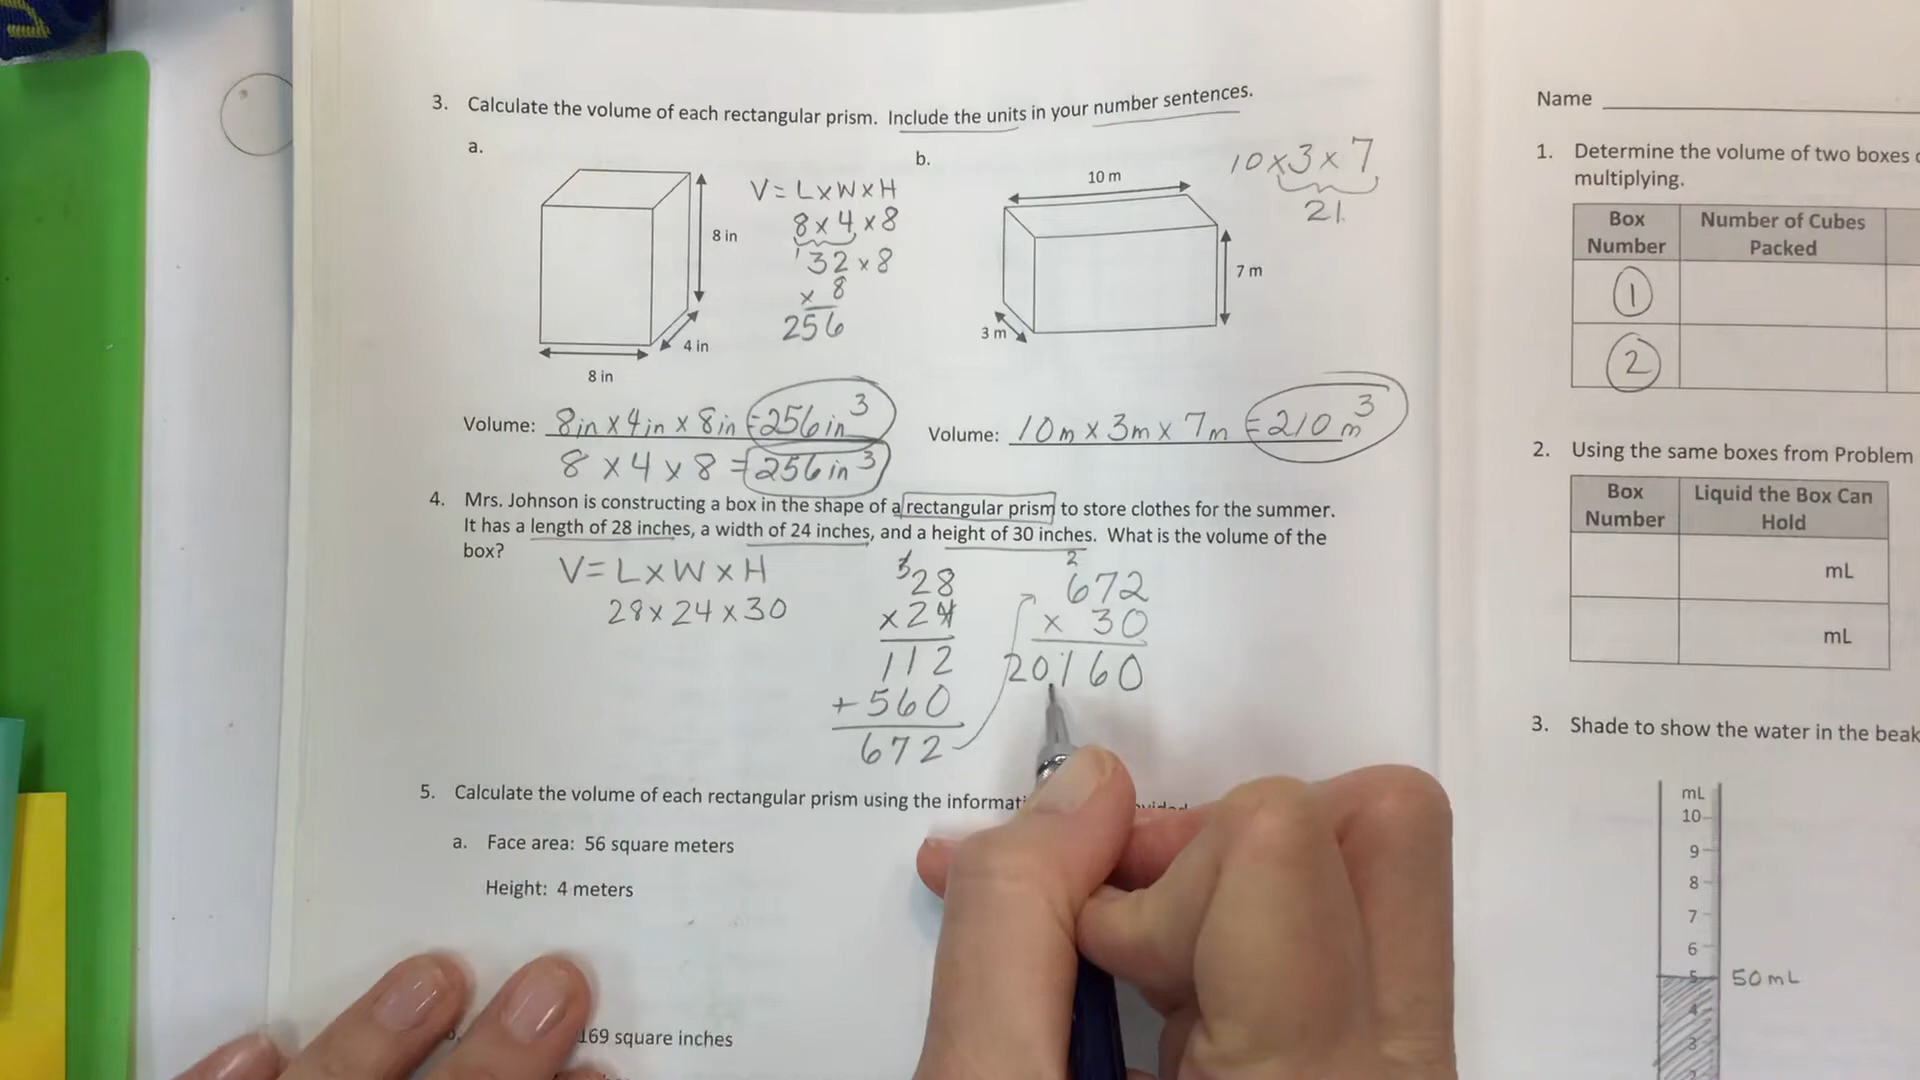 3. Calculate the volume of each rectangular prism. Include the units in your number sentences.
a.
8 in
4 in
8 in
V = L x W x H
8 x 4 x 8
32 x 8
x 8
256
b.
10 m
7 m
3 m
10 x 3 x 7
21
Volume: 8in x 4in x 8in = 256in³
8 x 4 x 8 = 256in³
Volume: 10m x 3m x 7m = 210m³
4. Mrs. Johnson is constructing a box in the shape of a rectangular prism to store clothes for the summer.
It has a length of 28 inches, a width of 24 inches, and a height of 30 inches. What is the volume of the
box?
V = L x W x H
28 x 24 x 30
3
28
x 24
112
+ 560
672
2
672
x 30
20,160
5. Calculate the volume of each rectangular prism using the
a. Face area: 56 square meters
Height: 4 meters
169 square inches
Name
1. Determine the volume of two boxes
multiplying.
Box Number
Number of Cubes Packed
1
2
2. Using the same boxes from Problem
Box Number
Liquid the Box Can Hold
mL
mL
3. Shade to show the water in the
mL
10
9
8
7
6
5
50 mL
4
3